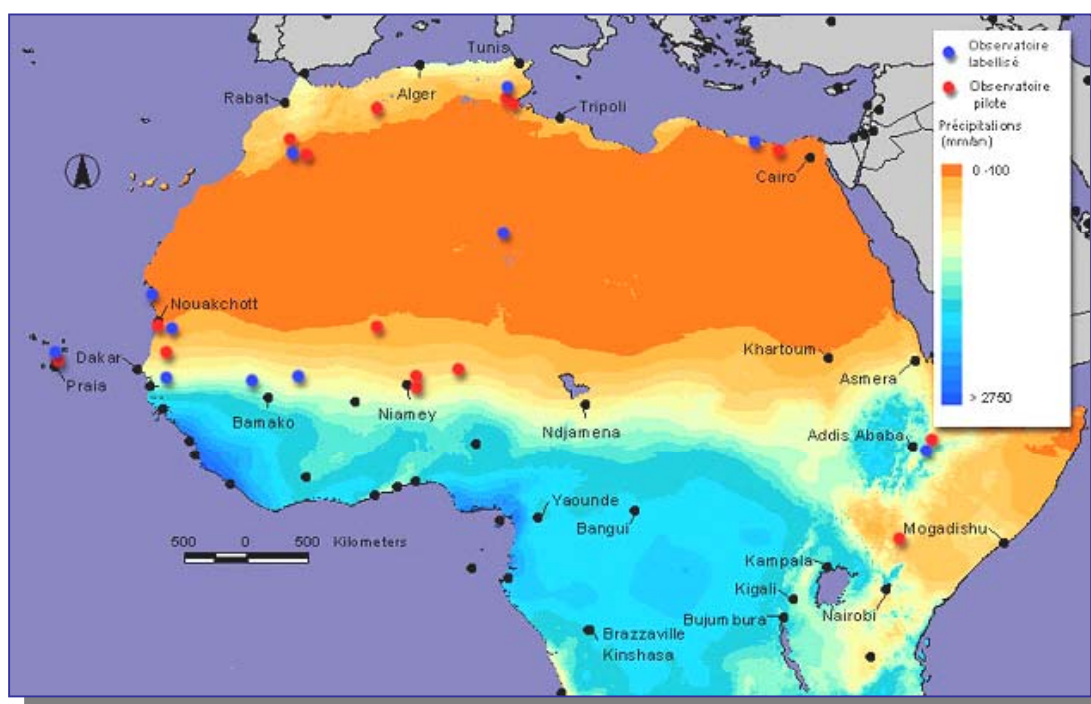 Tunis
Alger
Rabat
Tripoli
Cairo
Nouakchott
Dakar
Praia
Bamako
Niamey
Ndjamena
Khartoum
Asmera
Addis Ababa
Yaounde
Bangui
Mogadishu
Kampala
Kigali
Nairobi
Bujumbura
Brazzaville
Kinshasa
500 0 500 Kilometers
Observatoire
labellisé
Observatoire
pilote
Précipitations
(mm/an)
0 -100
> 2750